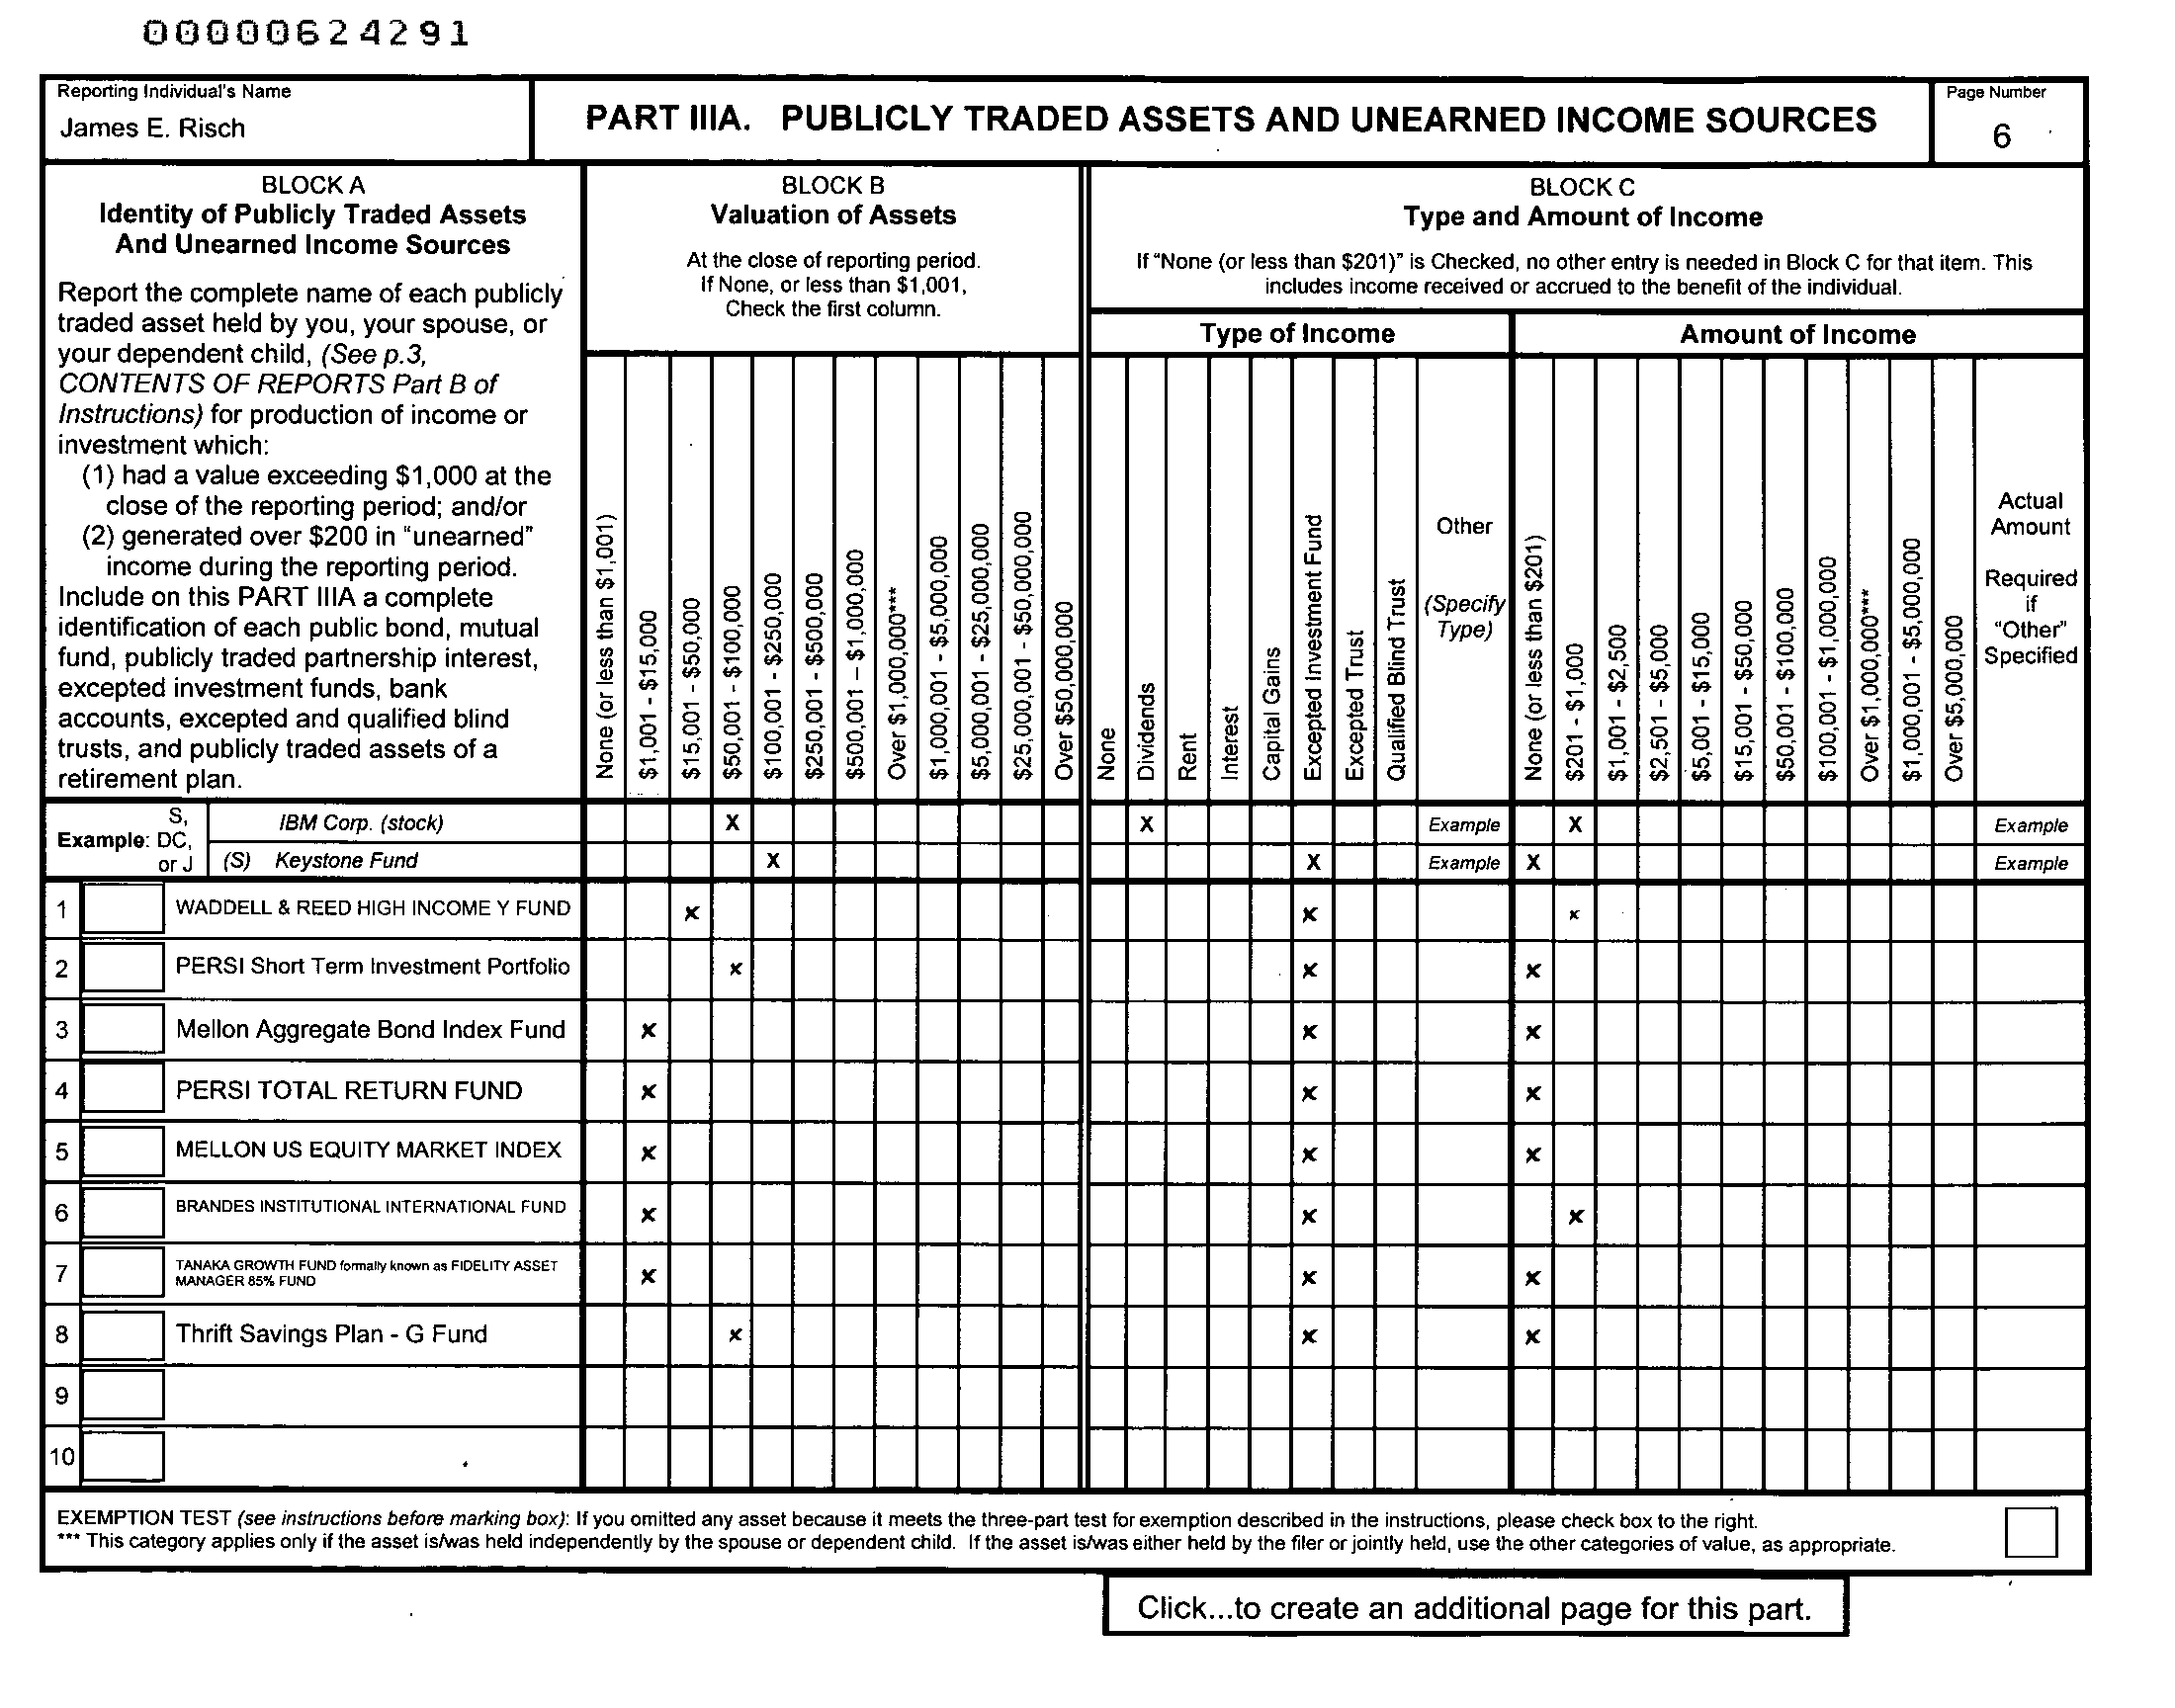 00000624291
Reporting Individual's Name
James E. Risch
PART IIIA. PUBLICLY TRADED ASSETS AND UNEARNED INCOME SOURCES
Page Number
6
BLOCK A
Identity of Publicly Traded Assets
And Unearned Income Sources
Report the complete name of each publicly
traded asset held by you, your spouse, or
your dependent child, (See p.3,
CONTENTS OF REPORTS Part B of
Instructions) for production of income or
investment which:
(1) had a value exceeding $1,000 at the
close of the reporting period; and/or
(2) generated over $200 in "unearned"
income during the reporting period.
Include on this PART IIIA a complete
identification of each public bond, mutual
fund, publicly traded partnership interest,
excepted investment funds, bank
accounts, excepted and qualified blind
trusts, and publicly traded assets of a
retirement plan.
BLOCK B
Valuation of Assets
At the close of reporting period.
If None, or less than $1,001,
Check the first column.
None (or less than $1,001)
$1,001 - $15,000
$15,001 - $50,000
$50,001 - $100,000
$100,001 - $250,000
$250,001 - $500,000
$500,001 – $1,000,000
Over $1,000,000***
$1,000,001 - $5,000,000
$5,000,001 - $25,000,000
$25,000,001 - $50,000,000
Over $50,000,000
BLOCK C
Type and Amount of Income
If "None (or less than $201)" is Checked, no other entry is needed in Block C for that item. This
includes income received or accrued to the benefit of the individual.
Type of Income
None
Dividends
Rent
Interest
Capital Gains
Excepted Investment Fund
Excepted Trust
Qualified Blind Trust
Other
(Specify
Type)
Amount of Income
None (or less than $201)
$201 - $1,000
$1,001 - $2,500
$2,501 - $5,000
$5,001 - $15,000
$15,001 - $50,000
$50,001 - $100,000
$100,001 - $1,000,000
Over $1,000,000***
$1,000,001 - $5,000,000
Over $5,000,000
Actual
Amount
Required
if
"Other"
Specified
Example: S,
DC,
or J
IBM Corp. (stock) X X Example X Example
(S) Keystone Fund X X Example X Example
1 WADDELL & REED HIGH INCOME Y FUND x x x
2 PERSI Short Term Investment Portfolio x x x
3 Mellon Aggregate Bond Index Fund x x x
4 PERSI TOTAL RETURN FUND x x x
5 MELLON US EQUITY MARKET INDEX x x x
6 BRANDES INSTITUTIONAL INTERNATIONAL FUND x x x
7 TANAKA GROWTH FUND formally known as FIDELITY ASSET
MANAGER 85% FUND x x x
8 Thrift Savings Plan - G Fund x x x
9
10
EXEMPTION TEST (see instructions before marking box): If you omitted any asset because it meets the three-part test for exemption described in the instructions, please check box to the right.
*** This category applies only if the asset is/was held independently by the spouse or dependent child. If the asset is/was either held by the filer or jointly held, use the other categories of value, as appropriate.
Click...to create an additional page for this part.